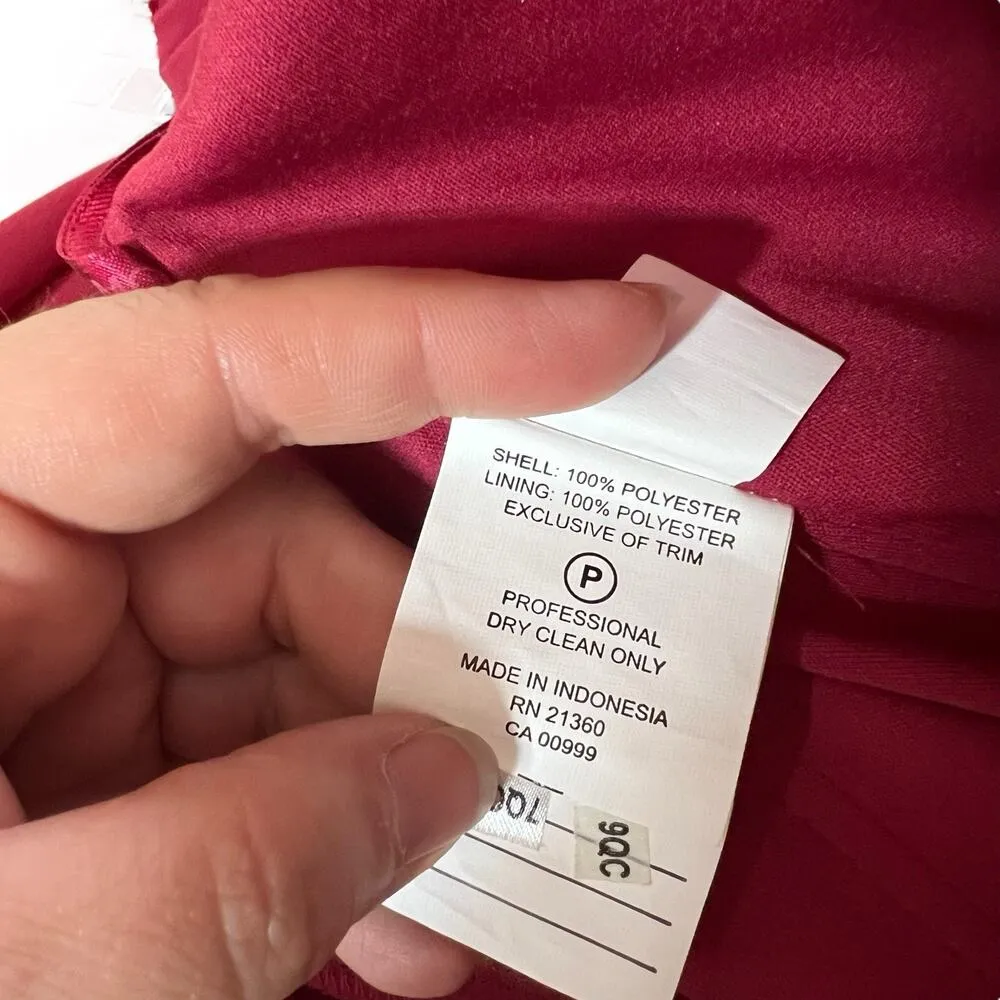 SHELL: 100% POLYESTER
LINING: 100% POLYESTER
EXCLUSIVE OF TRIM
P
PROFESSIONAL
DRY CLEAN ONLY
MADE IN INDONESIA
RN 21360
CA 00999
9QC